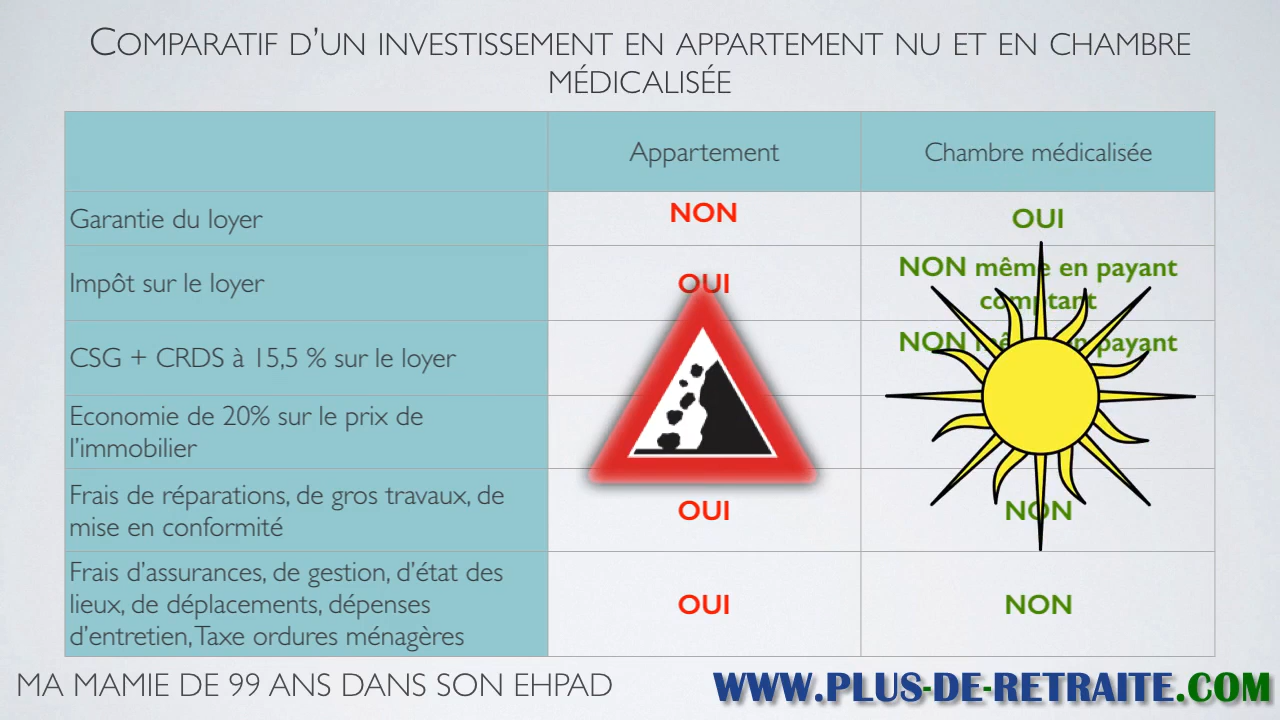 COMPARATIF D'UN INVESTISSEMENT EN APPARTEMENT NU ET EN CHAMBRE
MÉDICALISÉE
Appartement
Chambre médicalisée
Garantie du loyer
NON
OUI
Impôt sur le loyer
OUI
NON même en payant
comptant
CSG + CRDS à 15,5 % sur le loyer
NON même en payant
Economie de 20% sur le prix de
l'immobilier
Frais de réparations, de gros travaux, de
mise en conformité
OUI
NON
Frais d'assurances, de gestion, d'état des
lieux, de déplacements, dépenses
d'entretien, Taxe ordures ménagères
OUI
NON
MA MAMIE DE 99 ANS DANS SON EHPAD
WWW.PLUS-DE-RETRAITE.COM